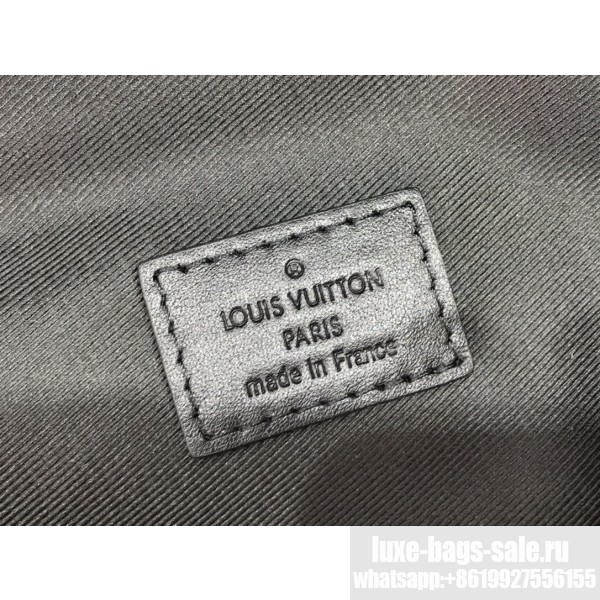 ®
LOUIS VUITTON
PARIS
made in France
luxe-bags-sale.ru
whatsapp:+8619927556155